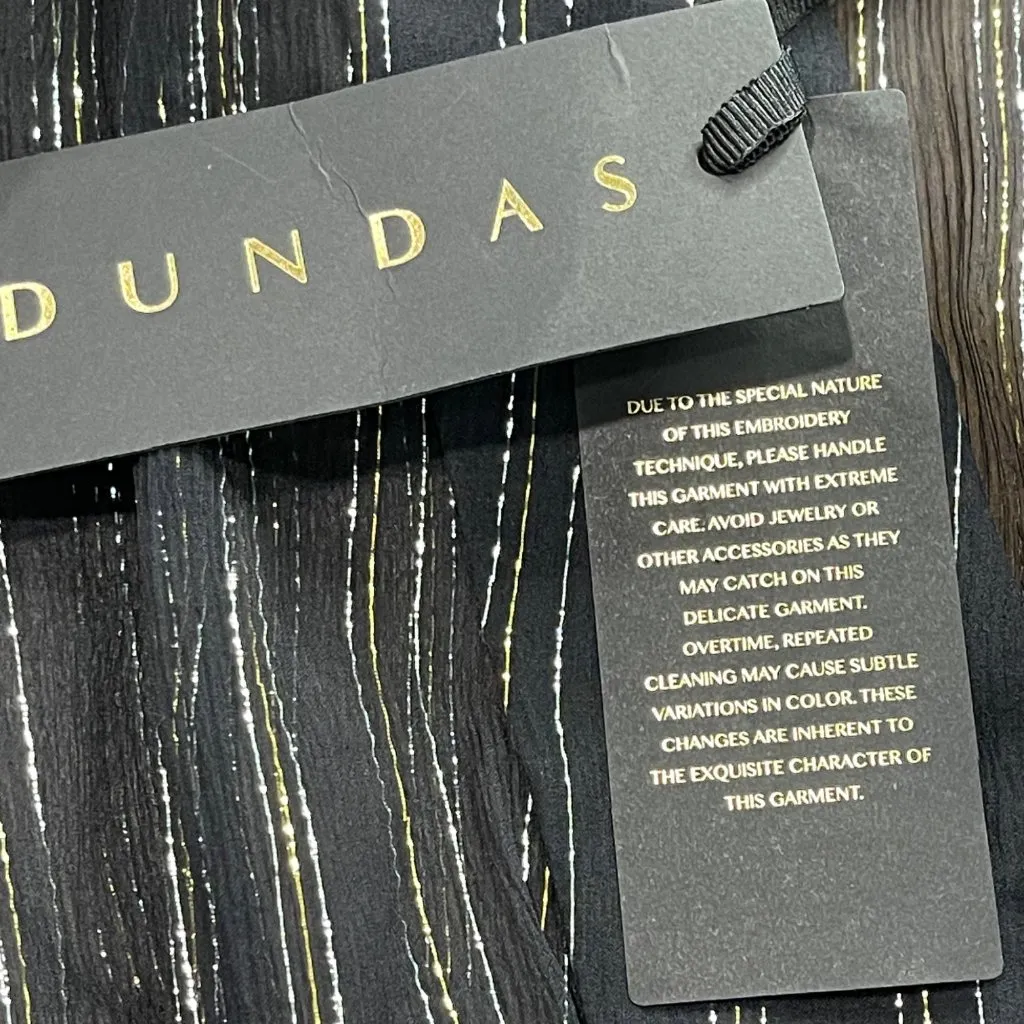 DUNDAS
DUE TO THE SPECIAL NATURE
OF THIS EMBROIDERY
TECHNIQUE, PLEASE HANDLE
THIS GARMENT WITH EXTREME
CARE. AVOID JEWELRY OR
OTHER ACCESSORIES AS THEY
MAY CATCH ON THIS
DELICATE GARMENT.
OVERTIME, REPEATED
CLEANING MAY CAUSE SUBTLE
VARIATIONS IN COLOR. THESE
CHANGES ARE INHERENT TO
THE EXQUISITE CHARACTER OF
THIS GARMENT.